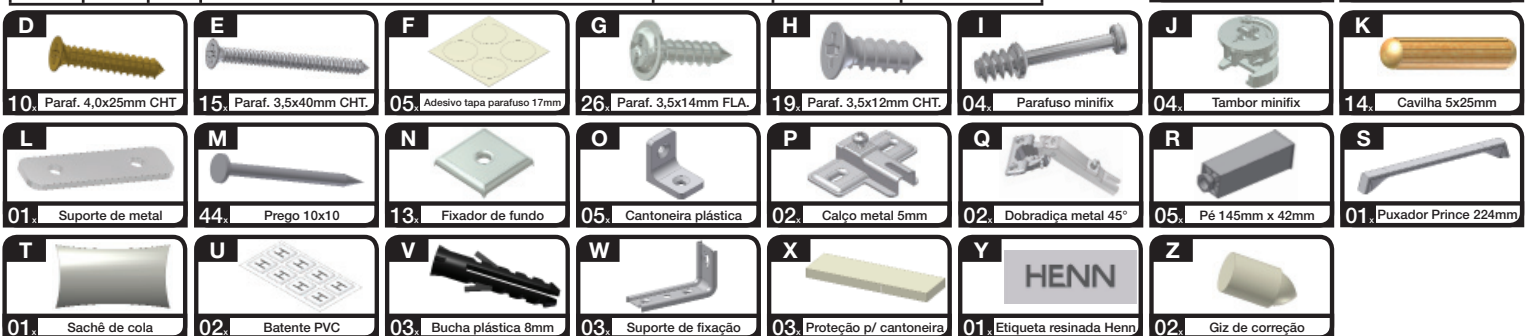 D
10x Paraf. 4,0x25mm CHT
E
15x Paraf. 3,5x40mm CHT.
F
05x Adesivo tapa parafuso 17mm
G
26x Paraf. 3,5x14mm FLA.
H
19x Paraf. 3,5x12mm CHT.
I
04x Parafuso minifix
J
04x Tambor minifix
K
14x Cavilha 5x25mm
L
01x Suporte de metal
M
44x Prego 10x10
N
13x Fixador de fundo
O
05x Cantoneira plástica
P
02x Calço metal 5mm
Q
02x Dobradiça metal 45°
R
05x Pé 145mm x 42mm
S
01x Puxador Prince 224mm
T
01x Sachê de cola
U
H H H H
H H H H
02x Batente PVC
V
03x Bucha plástica 8mm
W
03x Suporte de fixação
X
03x Proteção p/ cantoneira
Y
HENN
01x Etiqueta resinada Henn
Z
02x Giz de correção